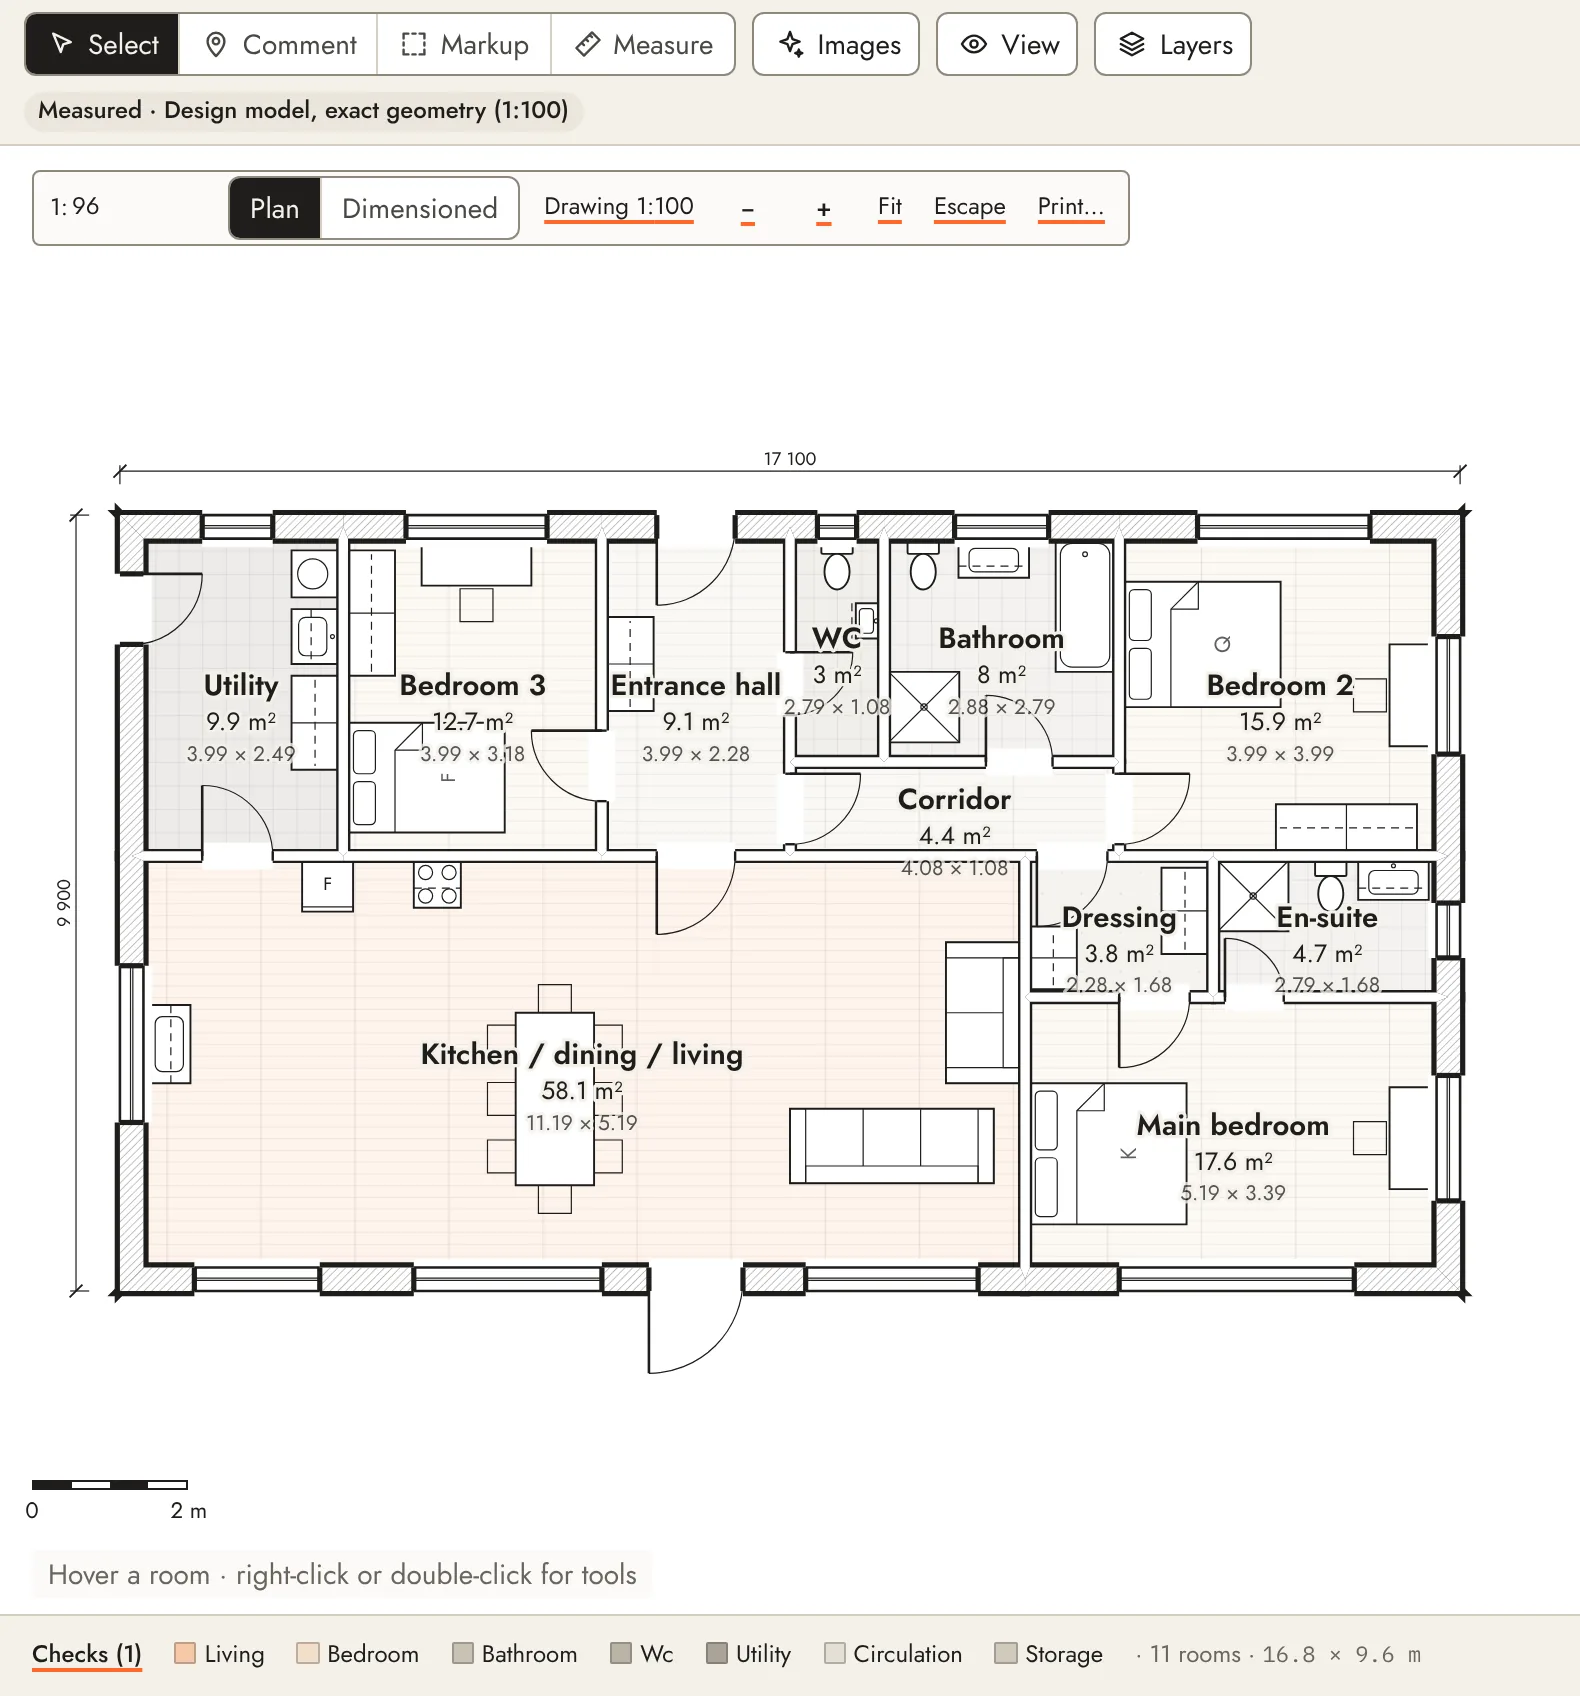 Select Comment Markup Measure Images View Layers
Measured · Design model, exact geometry (1:100)
1: 96 Plan Dimensioned Drawing 1:100 – + Fit Escape Print...
17 100
9 900
Utility
9.9 m²
3.99 × 2.49
Bedroom 3
12.7 m²
3.99 × 3.18
F
Entrance hall
9.1 m²
3.99 × 2.28
WC
3 m²
2.79 × 1.08
Bathroom
8 m²
2.88 × 2.79
Q
Bedroom 2
15.9 m²
3.99 × 3.99
Corridor
4.4 m²
4.08 × 1.08
F
Dressing
3.8 m²
2.28 × 1.68
En-suite
4.7 m²
2.79 × 1.68
Kitchen / dining / living
58.1 m²
11.19 × 5.19
K
Main bedroom
17.6 m²
5.19 × 3.39
0 2 m
Hover a room · right-click or double-click for tools
Checks (1) Living Bedroom Bathroom Wc Utility Circulation Storage · 11 rooms · 16.8 × 9.6 m